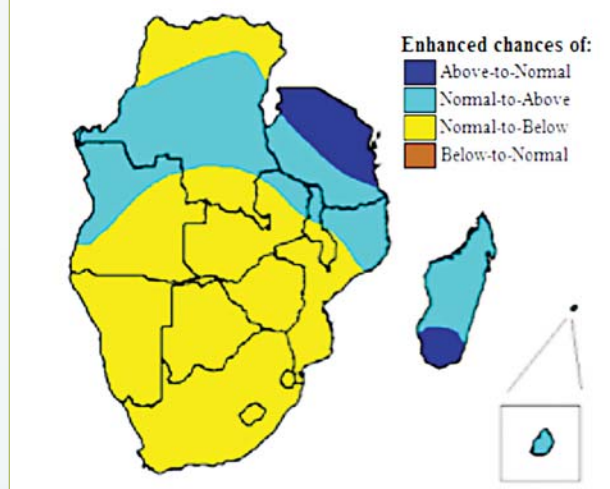 Enhanced chances of:
Above-to-Normal
Normal-to-Above
Normal-to-Below
Below-to-Normal